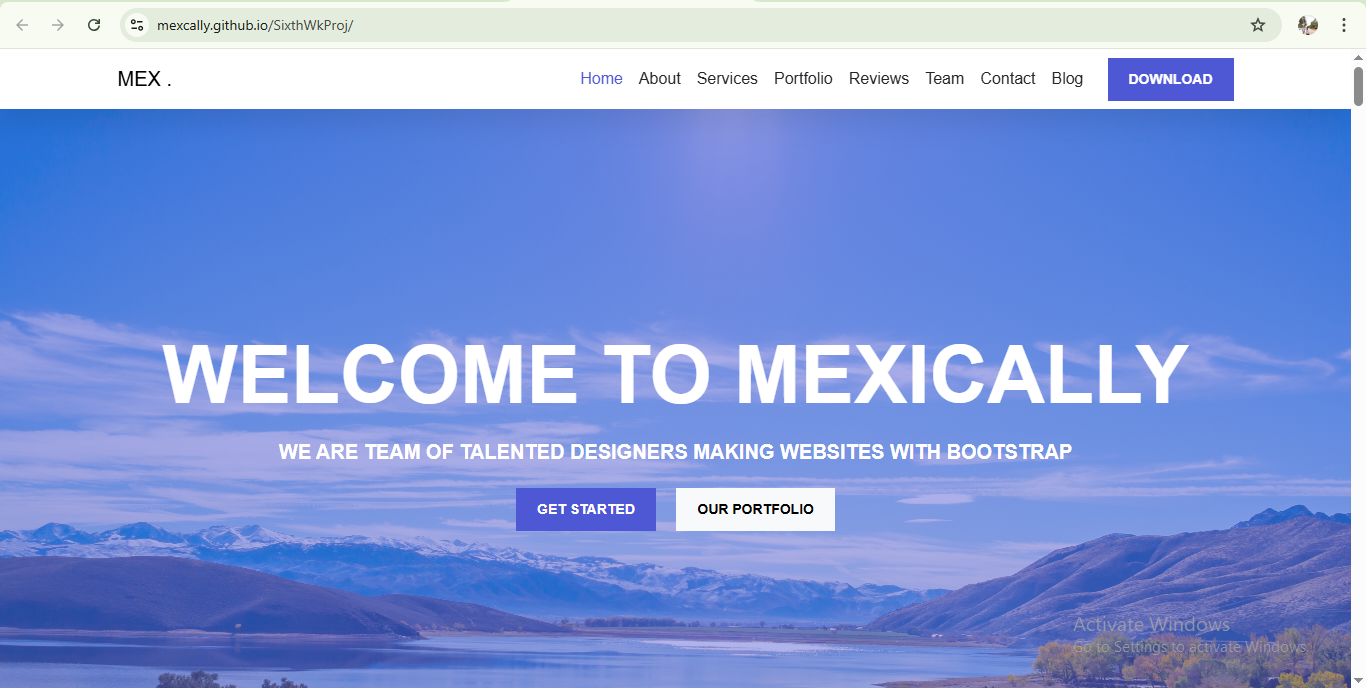 mexcally.github.io/SixthWkProj/
MEX .
Home About Services Portfolio Reviews Team Contact Blog DOWNLOAD
WELCOME TO MEXICALLY
WE ARE TEAM OF TALENTED DESIGNERS MAKING WEBSITES WITH BOOTSTRAP
GET STARTED OUR PORTFOLIO
Activate Windows
Go to Settings to activate Windows.